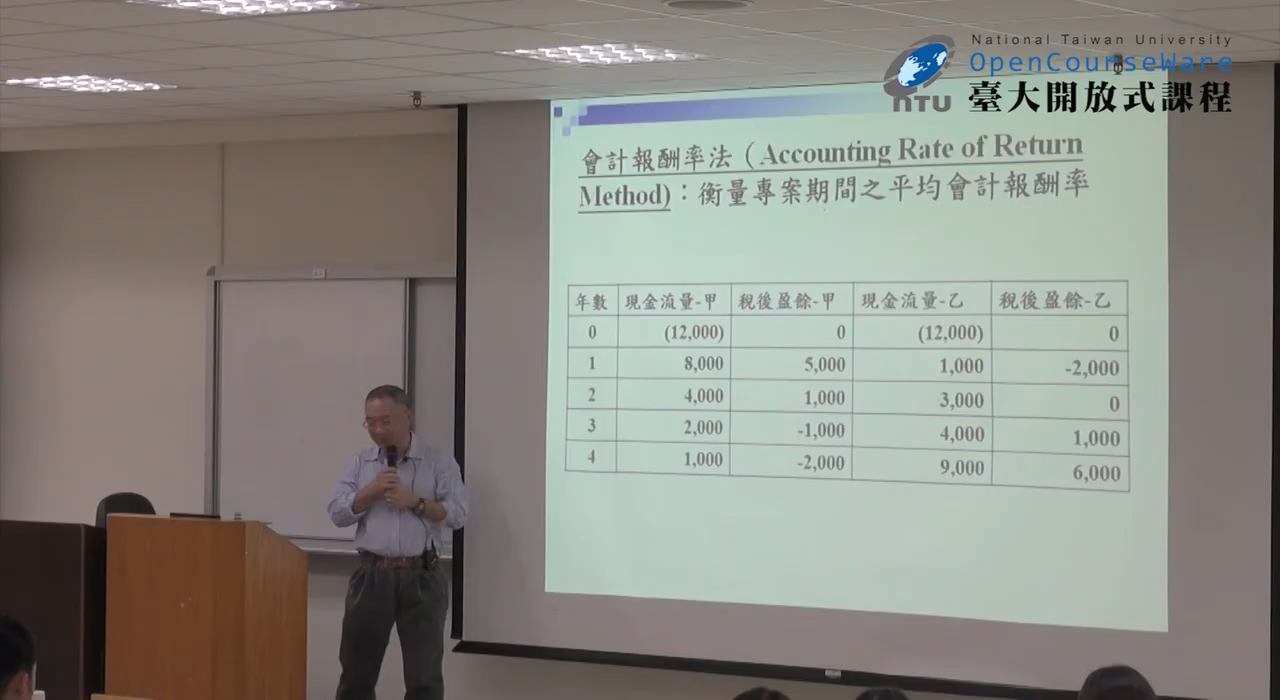 National Taiwan University
OpenCourseWare
NTU 臺大開放式課程
會計報酬率法（Accounting Rate of Return
Method)：衡量專案期間之平均會計報酬率
年數 現金流量-甲 稅後盈餘-甲 現金流量-乙 稅後盈餘-乙
0 (12,000) 0 (12,000) 0
1 8,000 5,000 1,000 -2,000
2 4,000 1,000 3,000 0
3 2,000 -1,000 4,000 1,000
4 1,000 -2,000 9,000 6,000